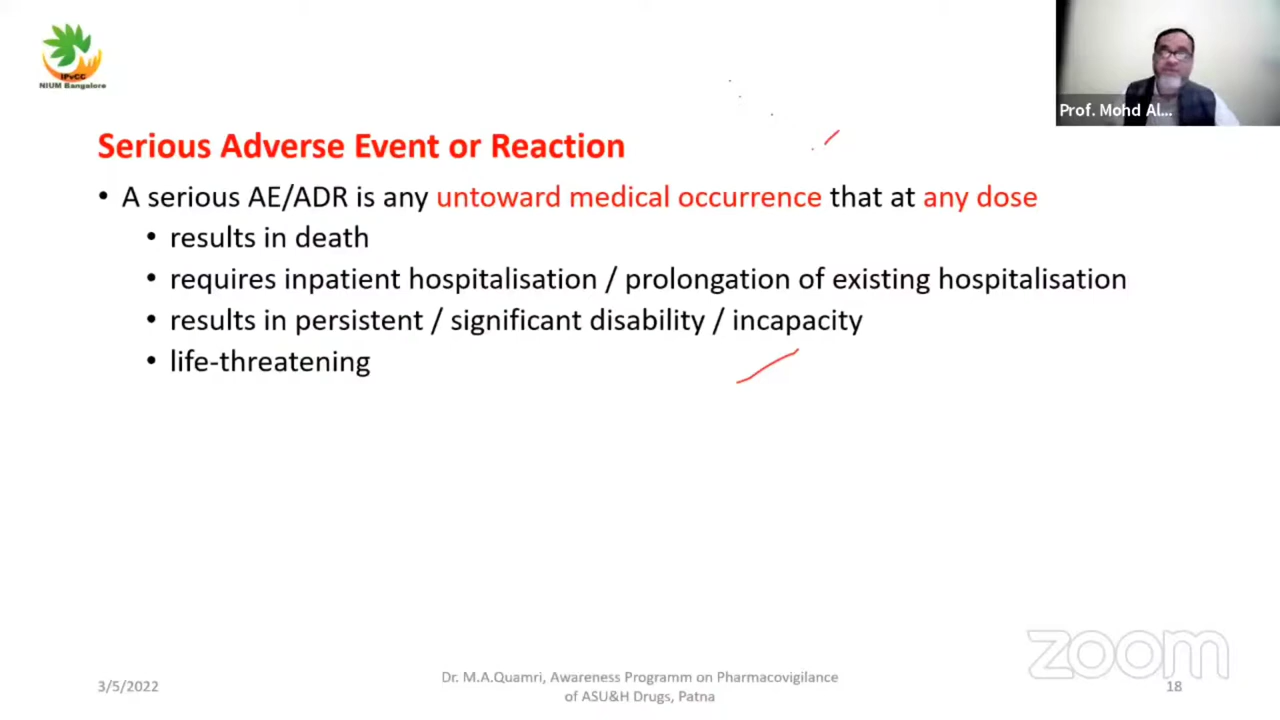 IPvCC
NIUM Bangalore
Prof. Mohd Al...
Serious Adverse Event or Reaction
• A serious AE/ADR is any untoward medical occurrence that at any dose
• results in death
• requires inpatient hospitalisation / prolongation of existing hospitalisation
• results in persistent / significant disability / incapacity
• life-threatening
zoom
3/5/2022
Dr. M.A.Quamri, Awareness Programm on Pharmacovigilance
of ASU&H Drugs, Patna
18